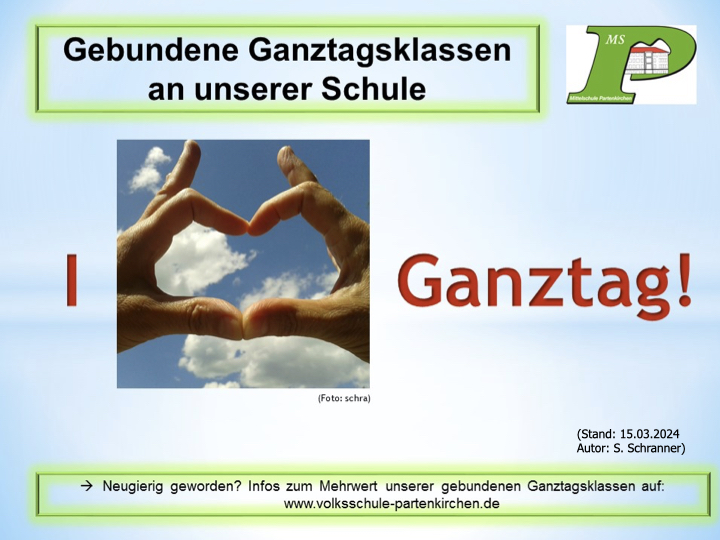 Gebundene Ganztagsklassen
an unserer Schule
MS
P
Mittelschule Partenkirchen
I
Ganztag!
(Foto: schra)
(Stand: 15.03.2024
Autor: S. Schranner)
→ Neugierig geworden? Infos zum Mehrwert unserer gebundenen Ganztagsklassen auf:
www.volksschule-partenkirchen.de